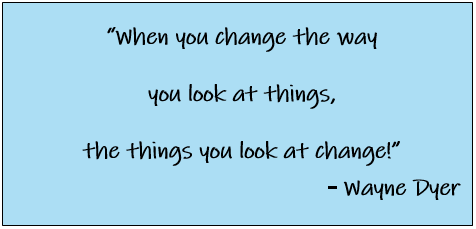 “When you change the way
you look at things,
the things you look at change!”
- Wayne Dyer